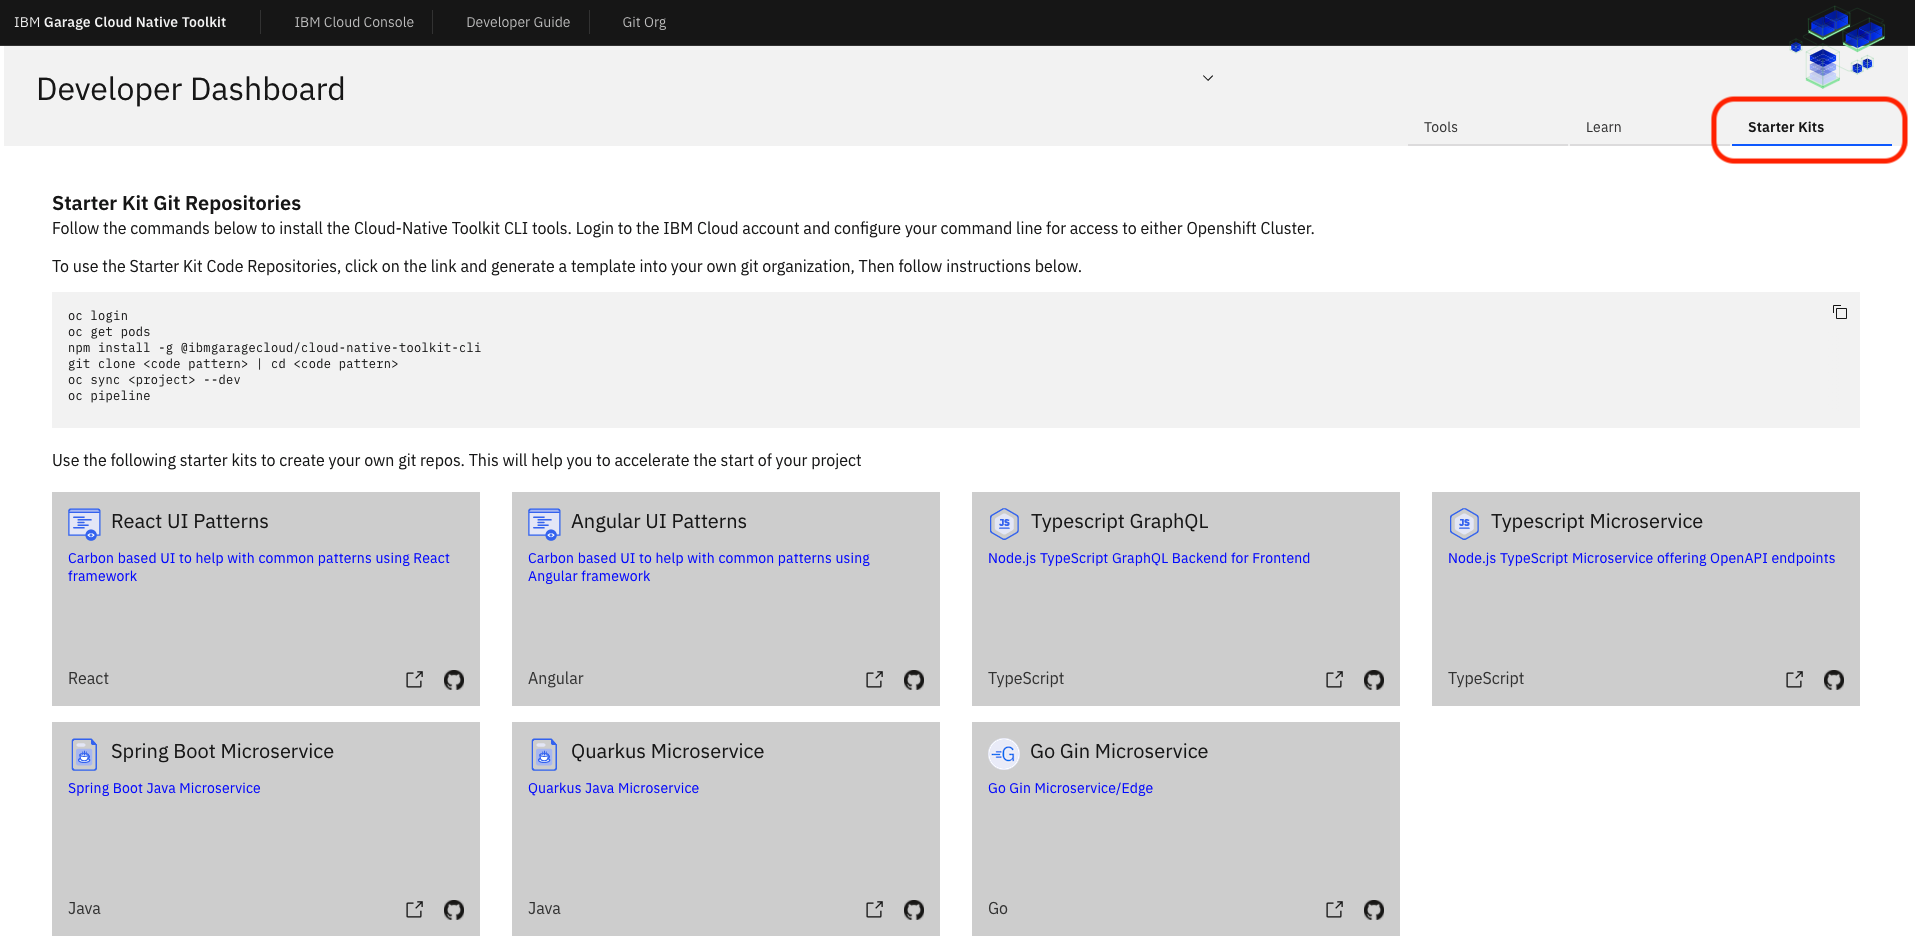 IBM Garage Cloud Native Toolkit
IBM Cloud Console
Developer Guide
Git Org
Developer Dashboard
Tools
Learn
Starter Kits
Starter Kit Git Repositories
Follow the commands below to install the Cloud-Native Toolkit CLI tools. Login to the IBM Cloud account and configure your command line for access to either Openshift Cluster.
To use the Starter Kit Code Repositories, click on the link and generate a template into your own git organization, Then follow instructions below.
oc login
oc get pods
npm install -g @ibmgaragecloud/cloud-native-toolkit-cli
git clone <code pattern> | cd <code pattern>
oc sync <project> --dev
oc pipeline
Use the following starter kits to create your own git repos. This will help you to accelerate the start of your project
React UI Patterns
Carbon based UI to help with common patterns using React
framework
React
Angular UI Patterns
Carbon based UI to help with common patterns using
Angular framework
Angular
JS
Typescript GraphQL
Node.js TypeScript GraphQL Backend for Frontend
TypeScript
JS
Typescript Microservice
Node.js TypeScript Microservice offering OpenAPI endpoints
TypeScript
Spring Boot Microservice
Spring Boot Java Microservice
Java
Quarkus Microservice
Quarkus Java Microservice
Java
G
Go Gin Microservice
Go Gin Microservice/Edge
Go